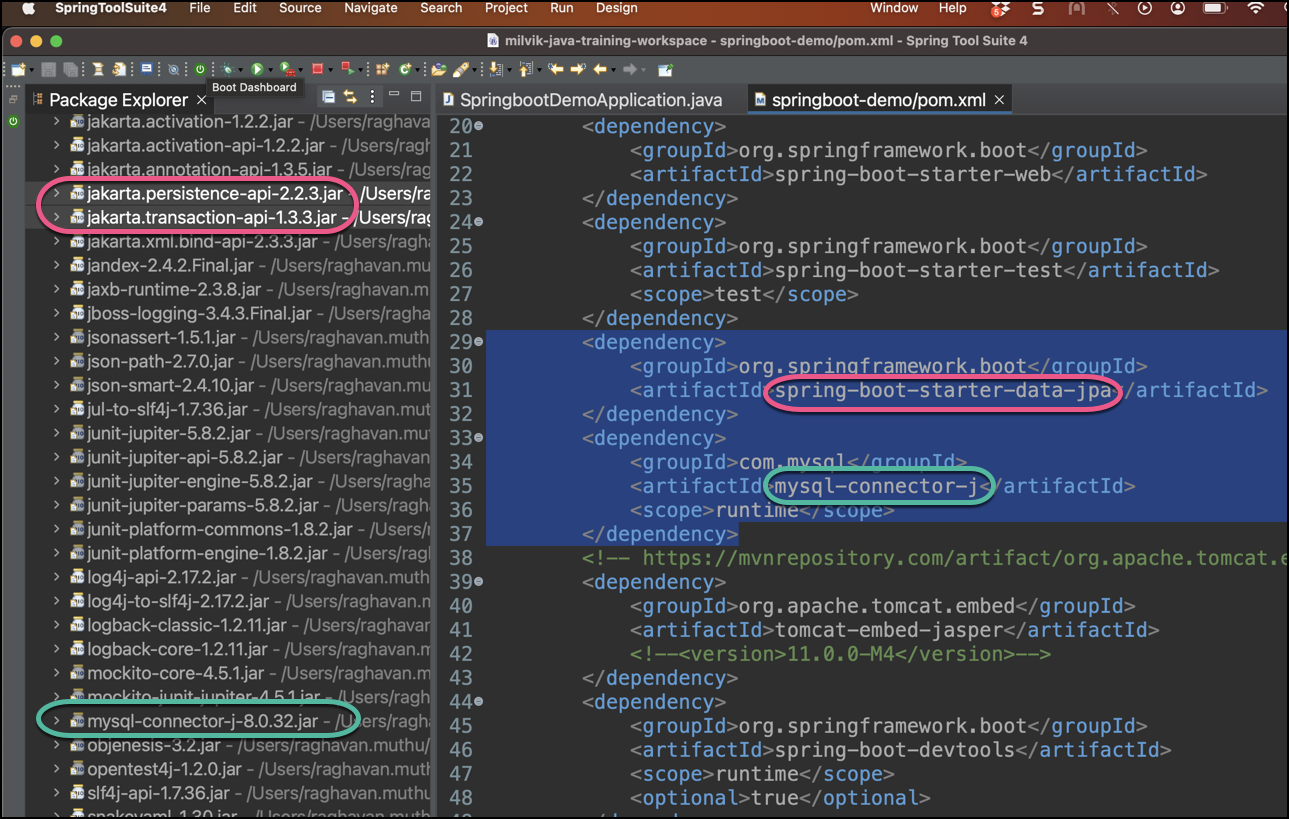 SpringToolSuite4 File Edit Source Navigate Search Project Run Design Window Help
5
milvik-java-training-workspace - springboot-demo/pom.xml - Spring Tool Suite 4
Boot Dashboard
Package Explorer
jakarta.activation-1.2.2.jar - /Users/raghavan
jakarta.activation-api-1.2.2.jar - /Users/ragh
jakarta.annotation-api-1.3.5.jar - /Users/ragh
jakarta.persistence-api-2.2.3.jar - /Users/ra
jakarta.transaction-api-1.3.3.jar - /Users/rag
jakarta.xml.bind-api-2.3.3.jar - /Users/ragha
jandex-2.4.2.Final.jar - /Users/raghavan.mu
jaxb-runtime-2.3.8.jar - /Users/raghavan.m
jboss-logging-3.4.3.Final.jar - /Users/ragha
jsonassert-1.5.1.jar - /Users/raghavan.muth
json-path-2.7.0.jar - /Users/raghavan.muth
json-smart-2.4.10.jar - /Users/raghavan.mu
jul-to-slf4j-1.7.36.jar - /Users/raghavan.mu
junit-jupiter-5.8.2.jar - /Users/raghavan.mu
junit-jupiter-api-5.8.2.jar - /Users/raghava
junit-jupiter-engine-5.8.2.jar - /Users/ragha
junit-jupiter-params-5.8.2.jar - /Users/ragh
junit-platform-commons-1.8.2.jar - /Users/r
junit-platform-engine-1.8.2.jar - /Users/rag
log4j-api-2.17.2.jar - /Users/raghavan.muth
log4j-to-slf4j-2.17.2.jar - /Users/raghavan.m
logback-classic-1.2.11.jar - /Users/raghava
logback-core-1.2.11.jar - /Users/raghavan.m
mockito-core-4.5.1.jar - /Users/raghavan.m
mockito-junit-jupiter-4.5.1.jar - /Users/ragh
mysql-connector-j-8.0.32.jar - /Users/ragha
objenesis-3.2.jar - /Users/raghavan.muthu/
opentest4j-1.2.0.jar - /Users/raghavan.muth
slf4j-api-1.7.36.jar - /Users/raghavan.muthu
snakeyaml-1.30.jar - /Users/raghavan.muth
SpringbootDemoApplication.java springboot-demo/pom.xml
20 <dependency>
21 <groupId>org.springframework.boot</groupId>
22 <artifactId>spring-boot-starter-web</artifactId>
23 </dependency>
24 <dependency>
25 <groupId>org.springframework.boot</groupId>
26 <artifactId>spring-boot-starter-test</artifactId>
27 <scope>test</scope>
28 </dependency>
29 <dependency>
30 <groupId>org.springframework.boot</groupId>
31 <artifactId>spring-boot-starter-data-jpa</artifactId>
32 </dependency>
33 <dependency>
34 <groupId>com.mysql</groupId>
35 <artifactId>mysql-connector-j</artifactId>
36 <scope>runtime</scope>
37 </dependency>
38 <!-- https://mvnrepository.com/artifact/org.apache.tomcat.e
39 <dependency>
40 <groupId>org.apache.tomcat.embed</groupId>
41 <artifactId>tomcat-embed-jasper</artifactId>
42 <!--<version>11.0.0-M4</version>-->
43 </dependency>
44 <dependency>
45 <groupId>org.springframework.boot</groupId>
46 <artifactId>spring-boot-devtools</artifactId>
47 <scope>runtime</scope>
48 <optional>true</optional>